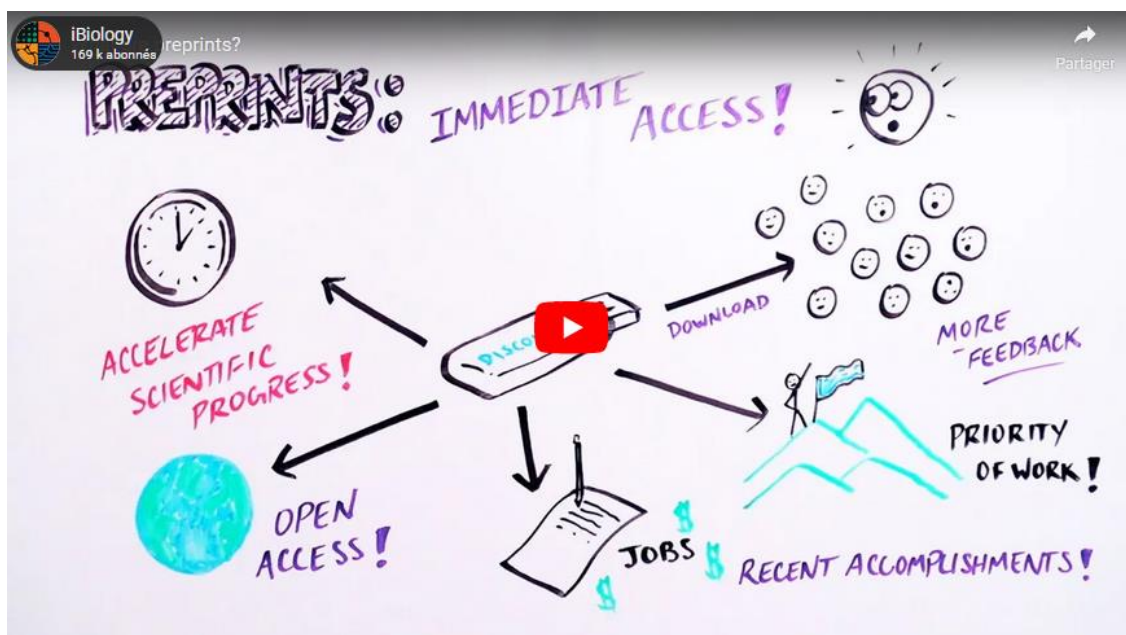 iBiology
169 k abonnés
preprints?
Partager
PREPRINTS:
IMMEDIATE
ACCESS!
ACCELERATE
SCIENTIFIC
PROGRESS!
DOWNLOAD
MORE
FEEDBACK
PRIORITY
OF WORK!
OPEN
ACCESS!
JOBS
$
$
$
RECENT ACCOMPLISHMENTS!